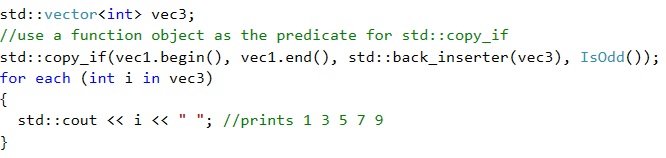 std::vector<int> vec3;
//use a function object as the predicate for std::copy_if
std::copy_if(vec1.begin(), vec1.end(), std::back_inserter(vec3), IsOdd());
for each (int i in vec3)
{
  std::cout << i << " "; //prints 1 3 5 7 9
}